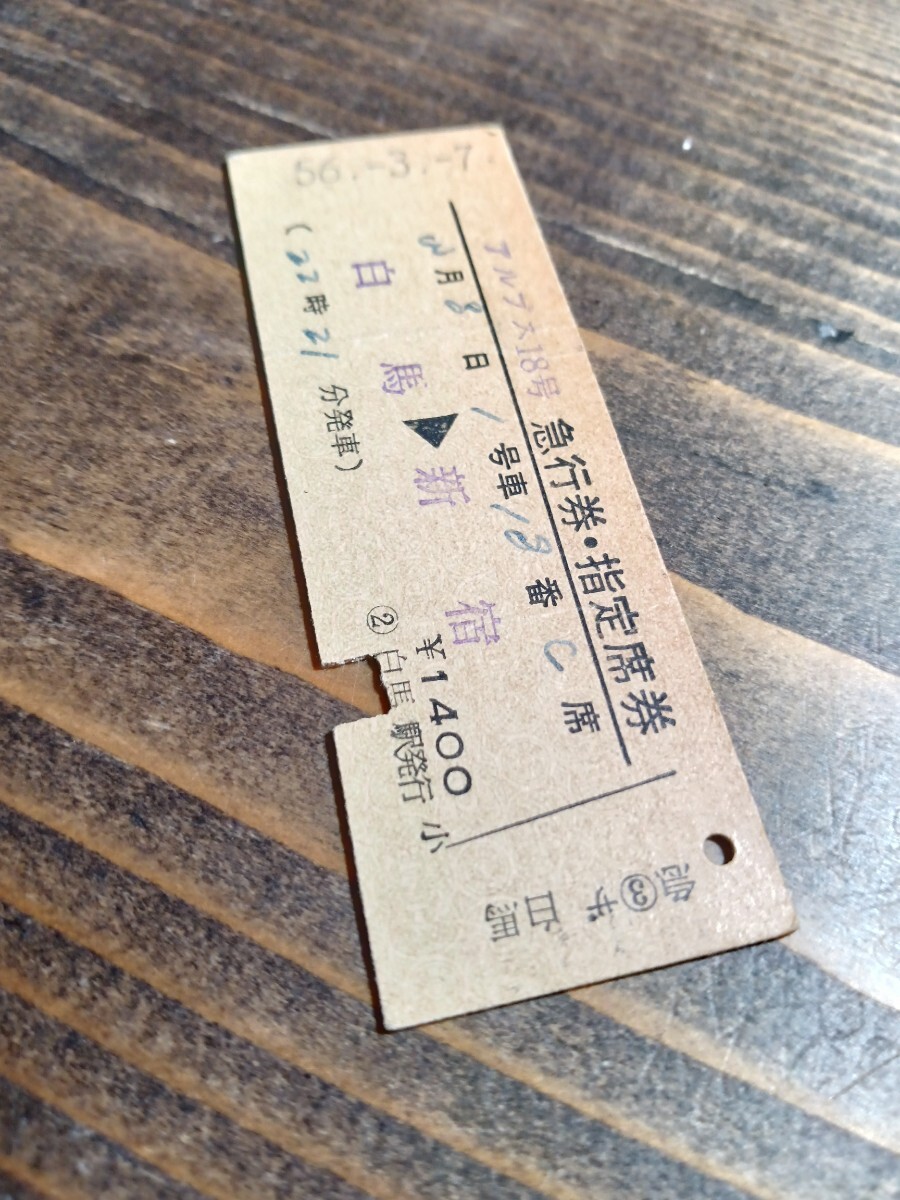 56.-3.-7.
アルプス18号 急行券・指定席券
3月8日 1号車 13番 C席
白馬▶新宿
(22時21分発車)
¥1400
② 白馬駅発行 小